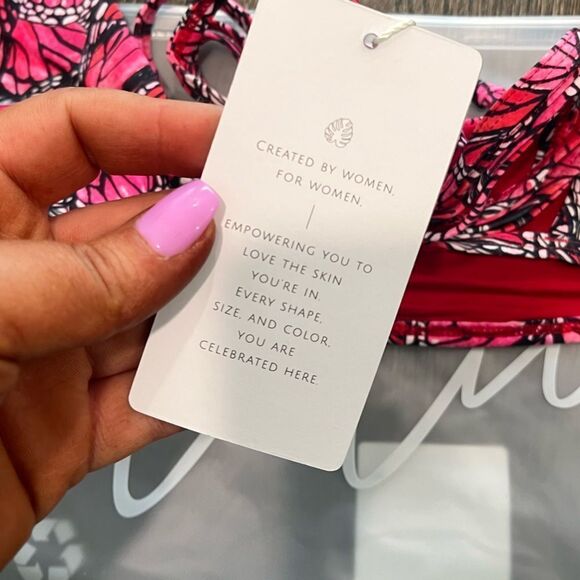 CREATED BY WOMEN.
FOR WOMEN.
EMPOWERING YOU TO
LOVE THE SKIN
YOU'RE IN.
EVERY SHAPE,
SIZE, AND COLOR.
YOU ARE
CELEBRATED HERE.